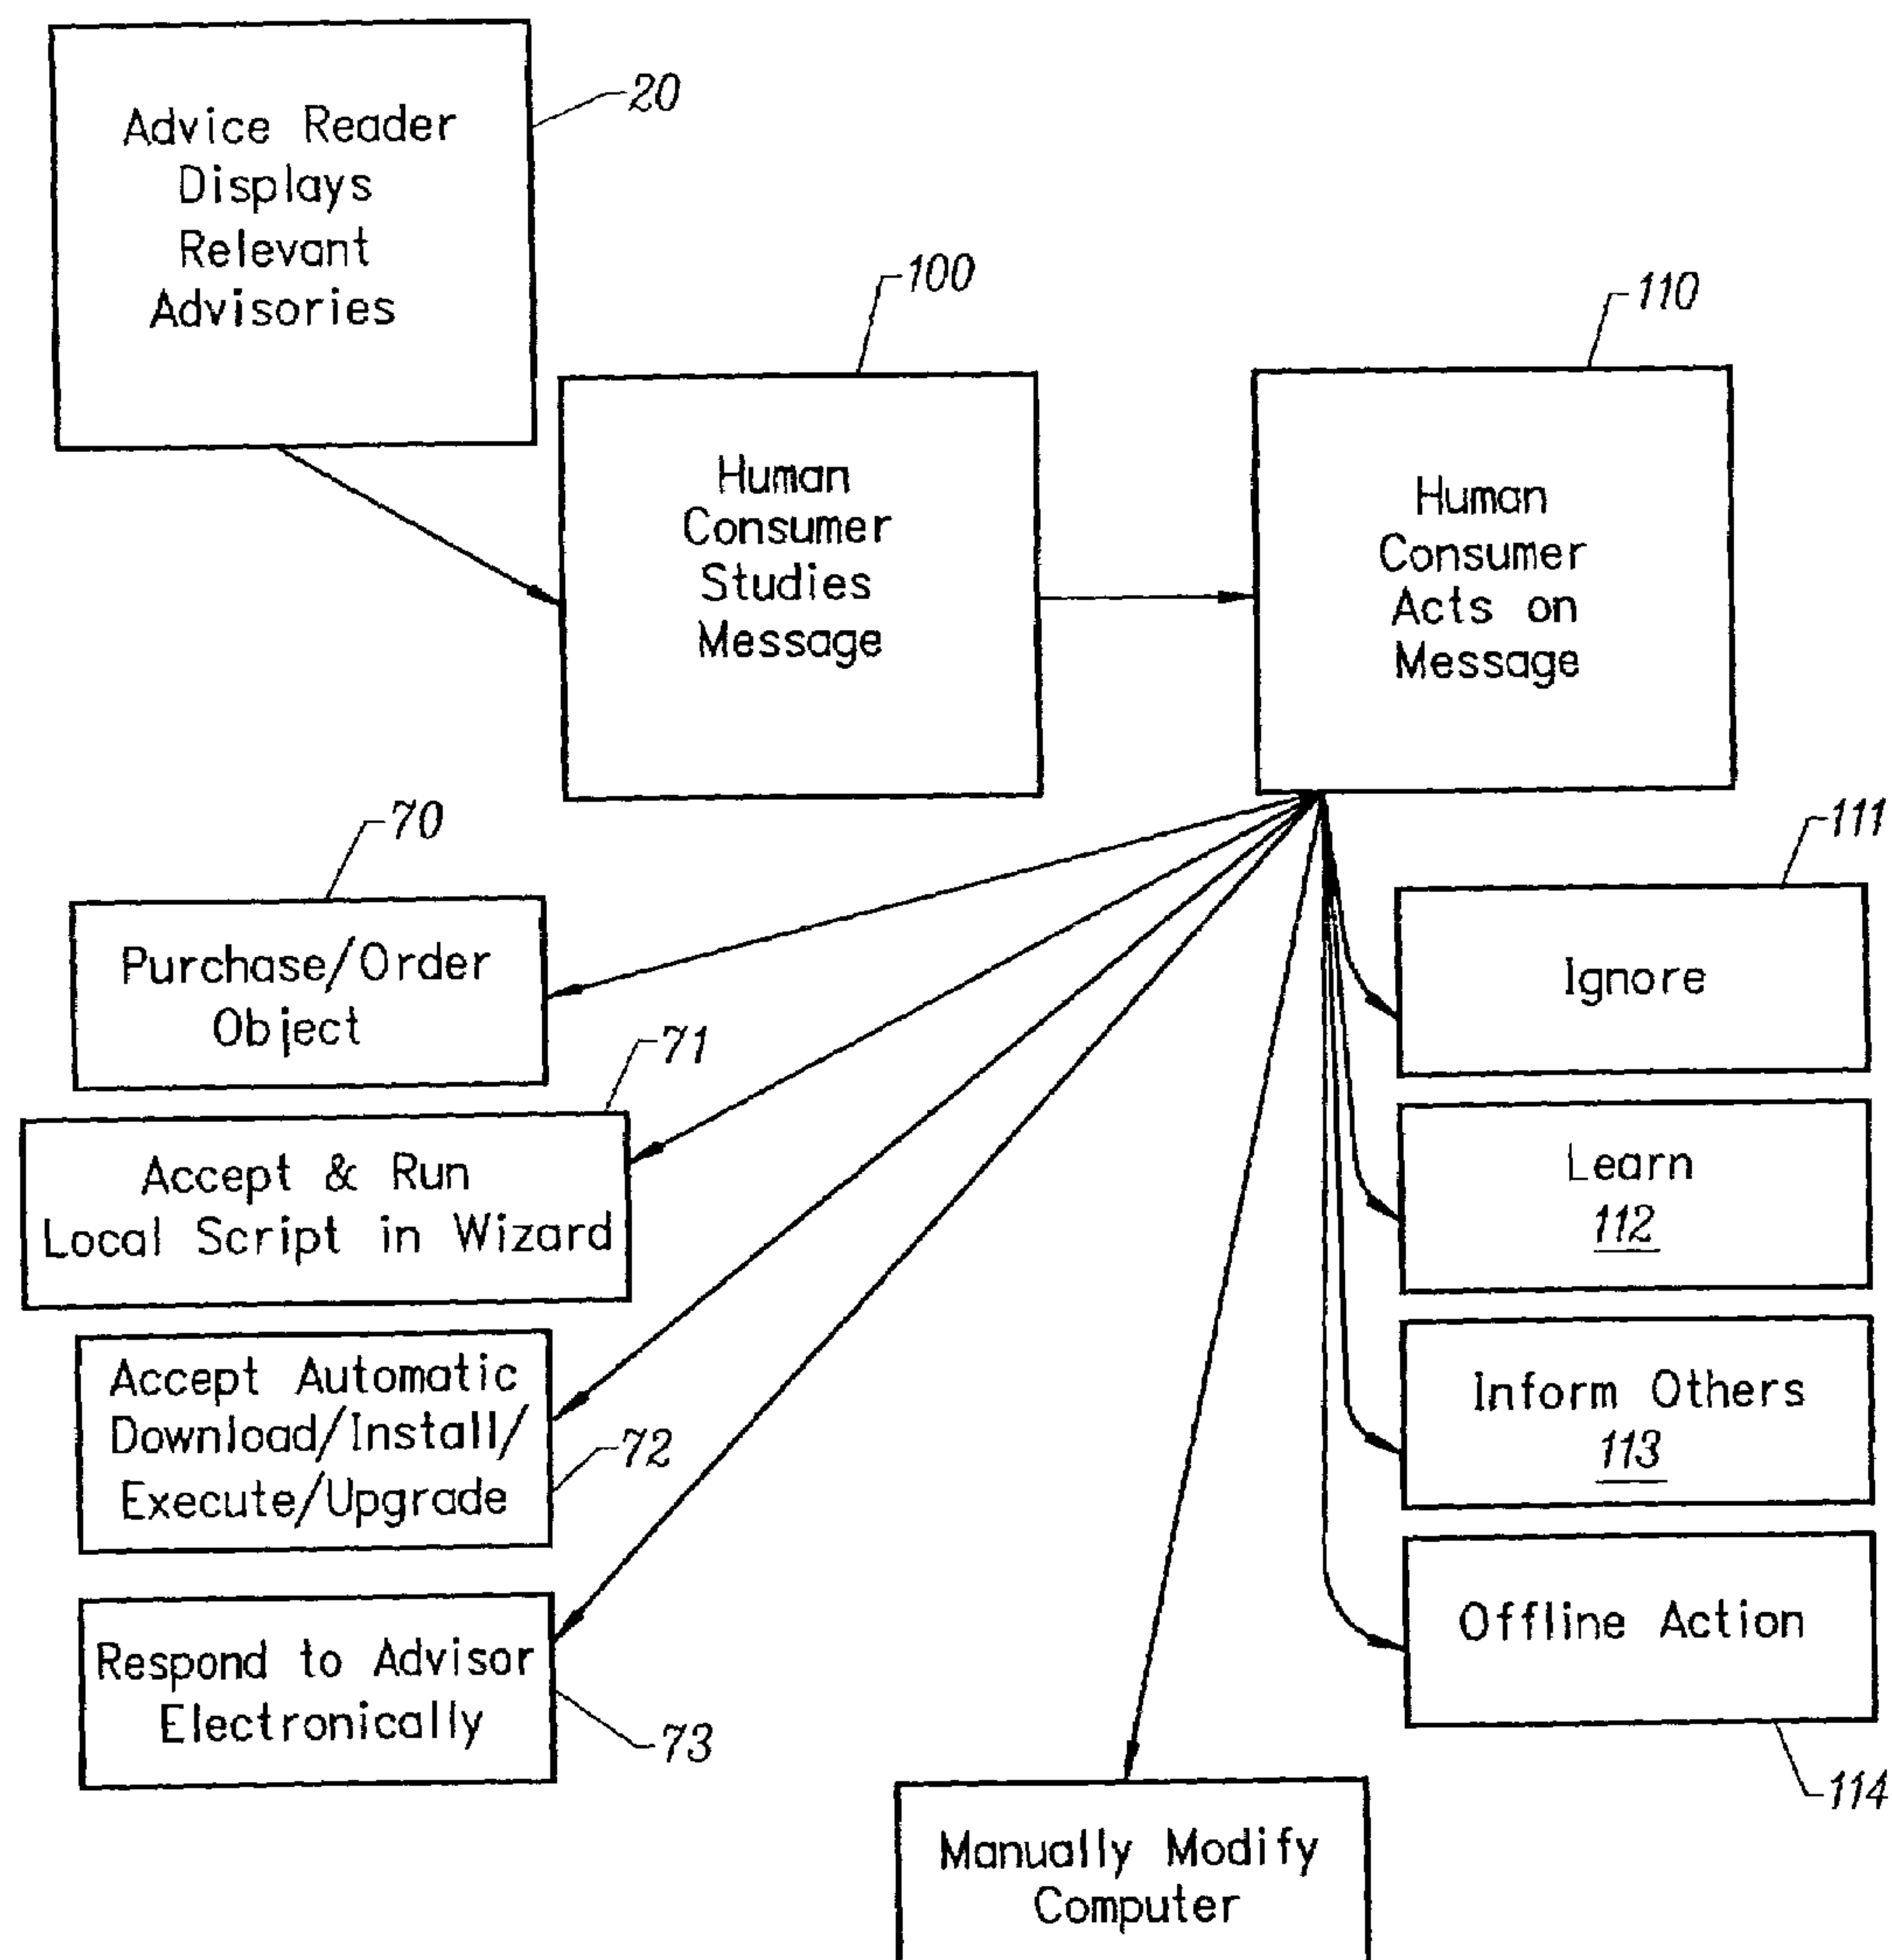 Advice Reader
Displays
Relevant
Advisories
20
Human
Consumer
Studies
Message
100
Human
Consumer
Acts on
Message
110
Purchase/Order
Object
70
Accept & Run
Local Script in Wizard
71
Accept Automatic
Download/Install/
Execute/Upgrade
72
Respond to Advisor
Electronically
73
Manually Modify
Computer
Ignore
111
Learn
112
Inform Others
113
Offline Action
114